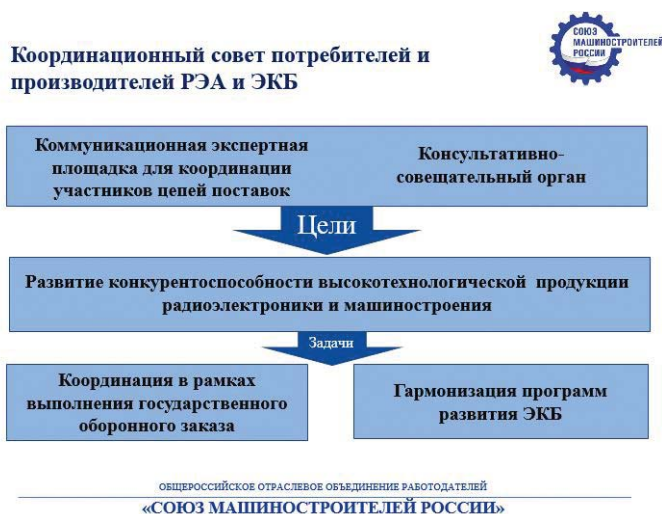 Координационный совет потребителей и
производителей РЭА и ЭКБ
СОЮЗ
МАШИНОСТРОИТЕЛЕЙ
РОССИИ
Коммуникационная экспертная
площадка для координации
участников цепей поставок
Консультативно-
совещательный орган
Цели
Развитие конкурентоспособности высокотехнологической продукции
радиоэлектроники и машиностроения
Задачи
Координация в рамках
выполнения государственного
оборонного заказа
Гармонизация программ
развития ЭКБ
ОБЩЕРОССИЙСКОЕ ОТРАСЛЕВОЕ ОБЪЕДИНЕНИЕ РАБОТОДАТЕЛЕЙ
«СОЮЗ МАШИНОСТРОИТЕЛЕЙ РОССИИ»